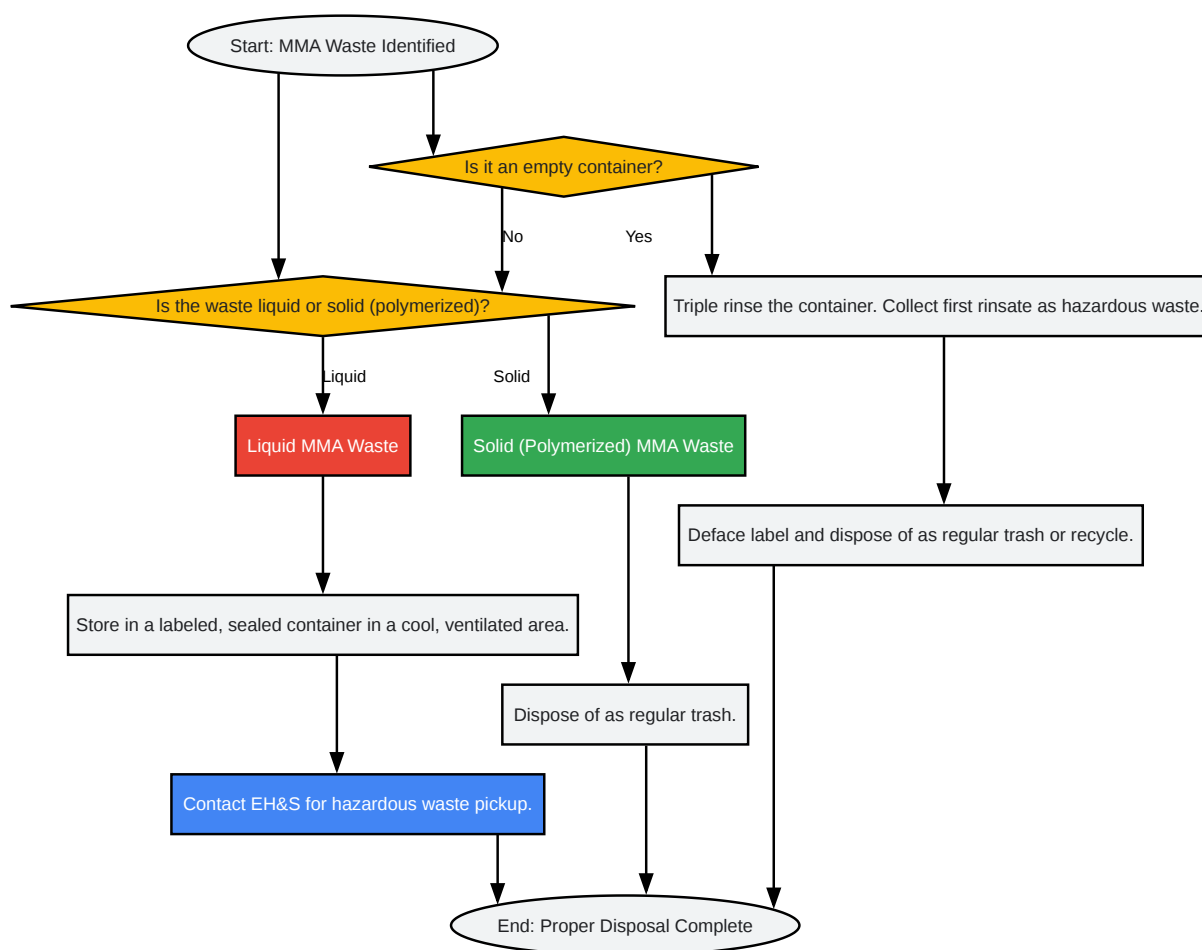 Start: MMA Waste Identified
Is it an empty container?
No
Yes
Is the waste liquid or solid (polymerized)?
Triple rinse the container. Collect first rinsate as hazardous waste.
Liquid
Solid
Liquid MMA Waste
Solid (Polymerized) MMA Waste
Deface label and dispose of as regular trash or recycle.
Store in a labeled, sealed container in a cool, ventilated area.
Dispose of as regular trash.
Contact EH&S for hazardous waste pickup.
End: Proper Disposal Complete